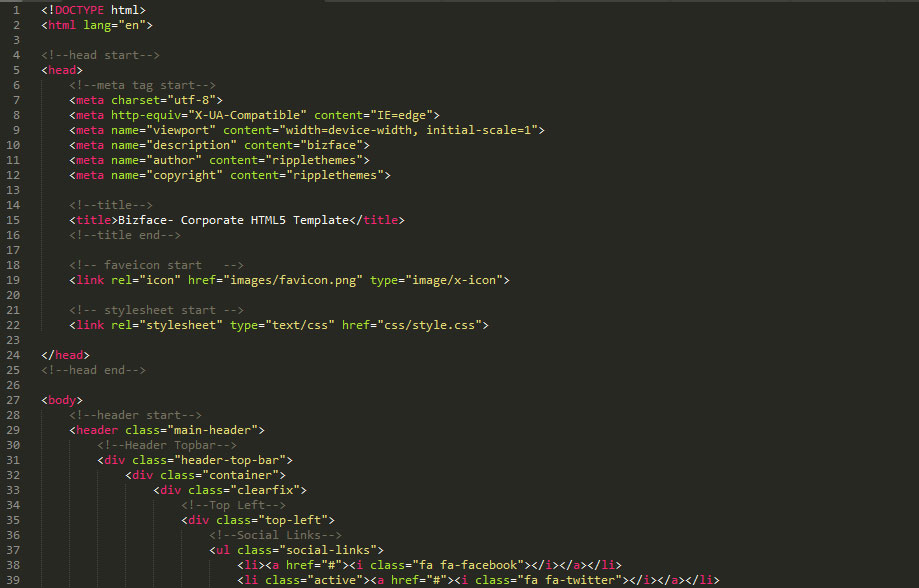 1 <!DOCTYPE html>
2 <html lang="en">
3
4 <!--head start-->
5 <head>
6 <!--meta tag start-->
7 <meta charset="utf-8">
8 <meta http-equiv="X-UA-Compatible" content="IE=edge">
9 <meta name="viewport" content="width=device-width, initial-scale=1">
10 <meta name="description" content="bizface">
11 <meta name="author" content="ripplethemes">
12 <meta name="copyright" content="ripplethemes">
13
14 <!--title-->
15 <title>Bizface- Corporate HTML5 Template</title>
16 <!--title end-->
17
18 <!-- faveicon start   -->
19 <link rel="icon" href="images/favicon.png" type="image/x-icon">
20
21 <!-- stylesheet start -->
22 <link rel="stylesheet" type="text/css" href="css/style.css">
23
24 </head>
25 <!--head end-->
26
27 <body>
28 <!--header start-->
29 <header class="main-header">
30 <!--Header Topbar-->
31 <div class="header-top-bar">
32 <div class="container">
33 <div class="clearfix">
34 <!--Top Left-->
35 <div class="top-left">
36 <!--Social Links-->
37 <ul class="social-links">
38 <li><a href="#"><i class="fa fa-facebook"></i></a></li>
39 <li class="active"><a href="#"><i class="fa fa-twitter"></i></a></li>